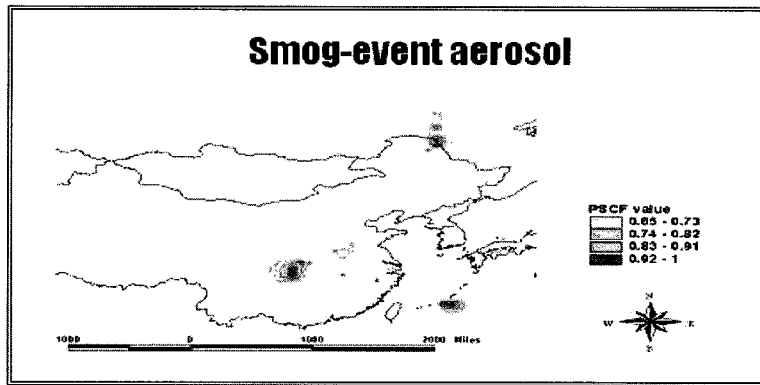 Smog-event aerosol
PSCF value
0.65 - 0.73
0.74 - 0.82
0.83 - 0.91
0.92 - 1
N
W E
S
1000 0 1000 2000 Miles